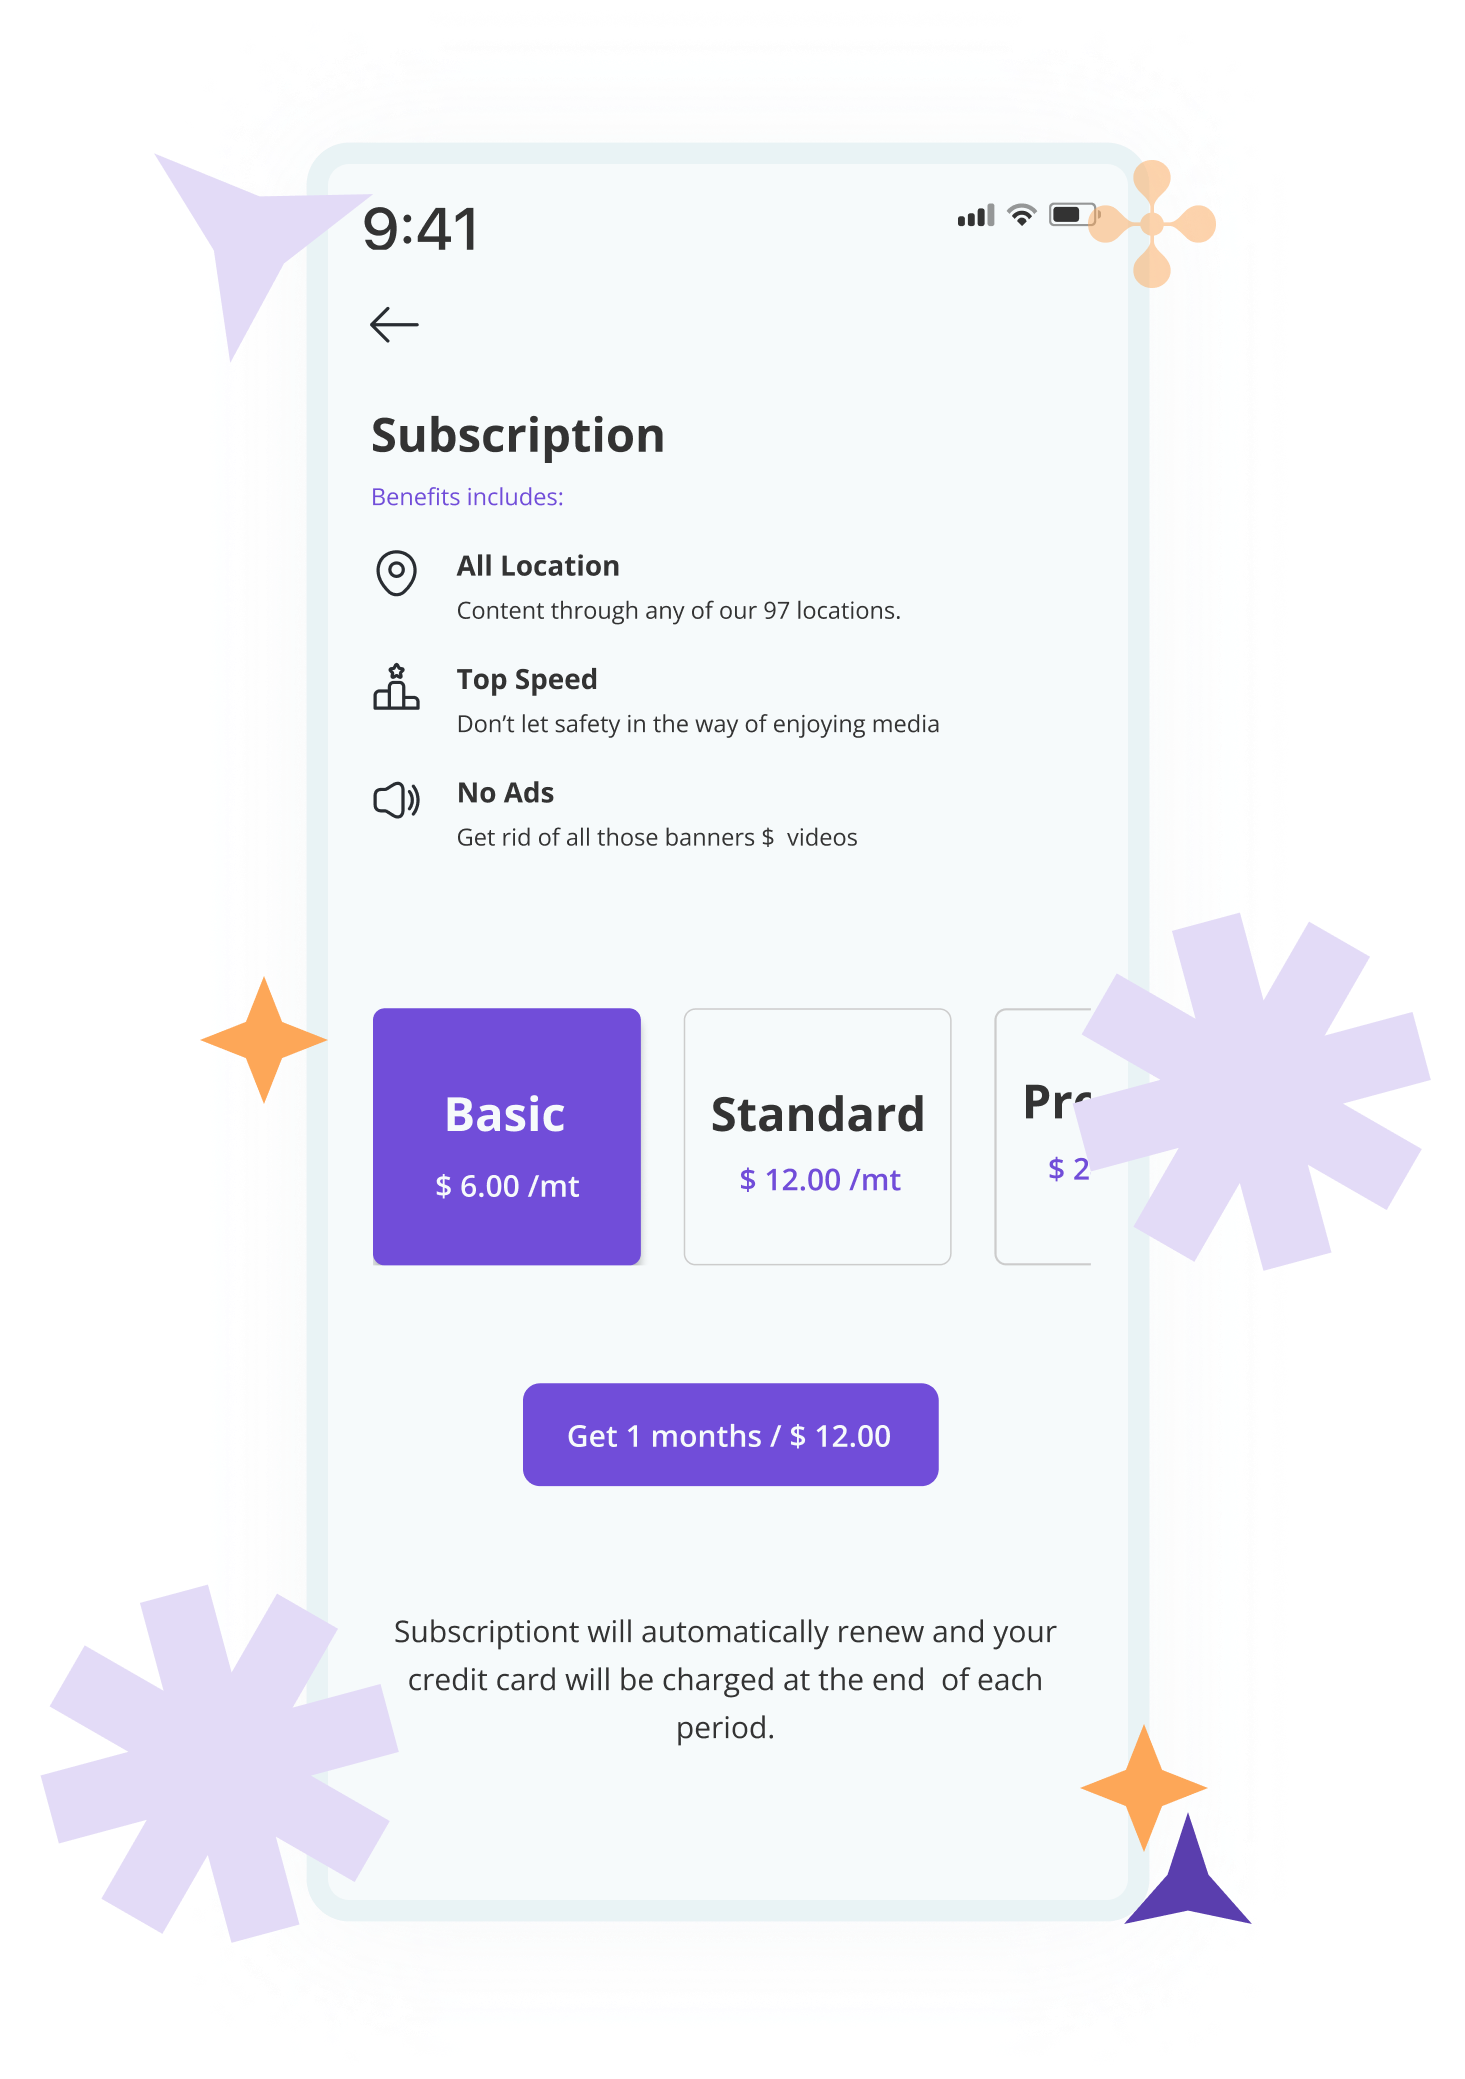 9:41
Subscription
Benefits includes:
All Location
Content through any of our 97 locations.
Top Speed
Don’t let safety in the way of enjoying media
No Ads
Get rid of all those banners $  videos
Basic
$ 6.00 /mt
Standard
$ 12.00 /mt
$ 2
Get 1 months / $ 12.00
Subscriptiont will automatically renew and your
credit card will be charged at the end  of each
period.